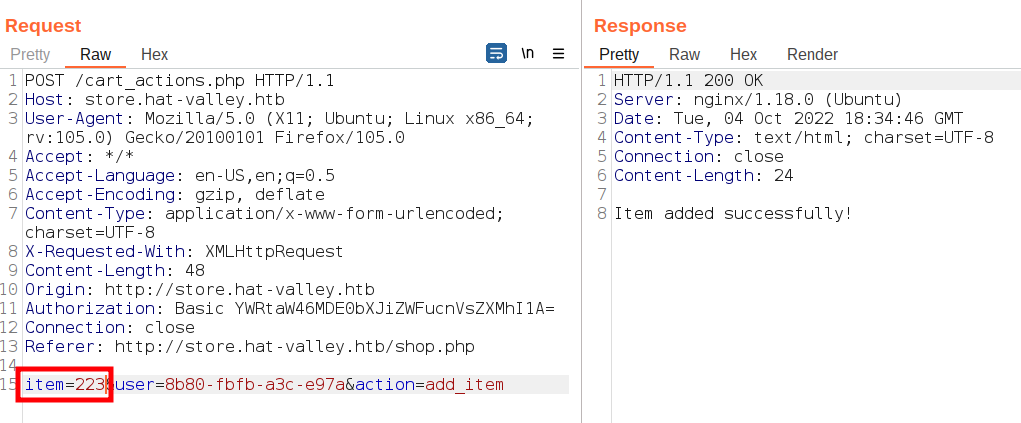 Request
Pretty Raw Hex
\n
1 POST /cart_actions.php HTTP/1.1
2 Host: store.hat-valley.htb
3 User-Agent: Mozilla/5.0 (X11; Ubuntu; Linux x86_64;
rv:105.0) Gecko/20100101 Firefox/105.0
4 Accept: */*
5 Accept-Language: en-US,en;q=0.5
6 Accept-Encoding: gzip, deflate
7 Content-Type: application/x-www-form-urlencoded;
charset=UTF-8
8 X-Requested-With: XMLHttpRequest
9 Content-Length: 48
10 Origin: http://store.hat-valley.htb
11 Authorization: Basic YWRtaW46MDE0bXJiZWFucnVsZXMhI1A=
12 Connection: close
13 Referer: http://store.hat-valley.htb/shop.php
14
15 item=223&user=8b80-fbfb-a3c-e97a&action=add_item
Response
Pretty Raw Hex Render
1 HTTP/1.1 200 OK
2 Server: nginx/1.18.0 (Ubuntu)
3 Date: Tue, 04 Oct 2022 18:34:46 GMT
4 Content-Type: text/html; charset=UTF-8
5 Connection: close
6 Content-Length: 24
7
8 Item added successfully!